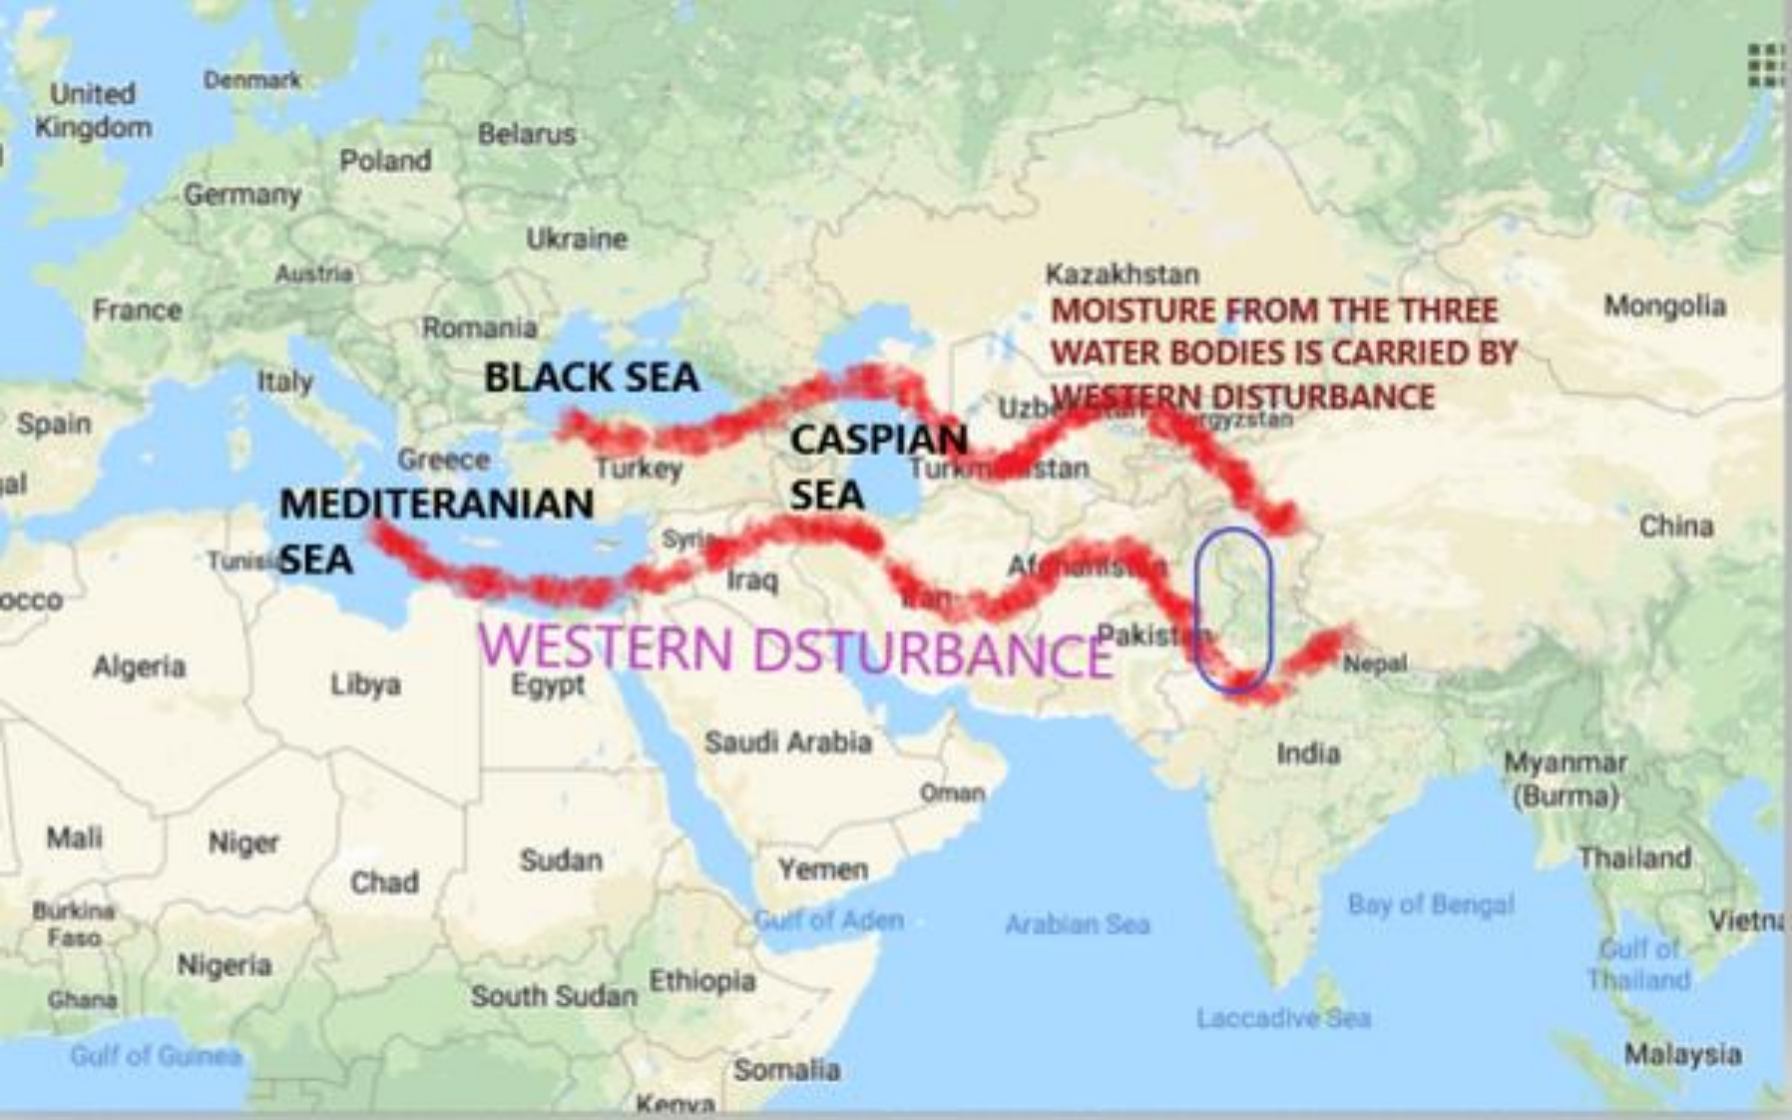 United
Kingdom
Denmark
Belarus
Poland
Germany
Ukraine
Austria
Kazakhstan
France
MOISTURE FROM THE THREE
Mongolia
Romania
WATER BODIES IS CARRIED BY
Italy
BLACK SEA
WESTERN DISTURBANCE
Spain
CASPIAN
SEA
Greece
Turkey
MEDITERANIAN
SEA
China
Syria
Tunisia
Iraq
Afghanistan
Iran
occo
Pakistan
WESTERN DSTURBANCE
Nepal
Algeria
Libya
Egypt
Saudi Arabia
India
Myanmar
(Burma)
Oman
Mali
Niger
Sudan
Yemen
Thailand
Chad
Burkina
Faso
Gulf of Aden
Arabian Sea
Bay of Bengal
Vietna
Nigeria
Gulf of
Thailand
Ethiopia
South Sudan
Ghana
Laccadive Sea
Gulf of Guinea
Malaysia
Somalia
Kenya